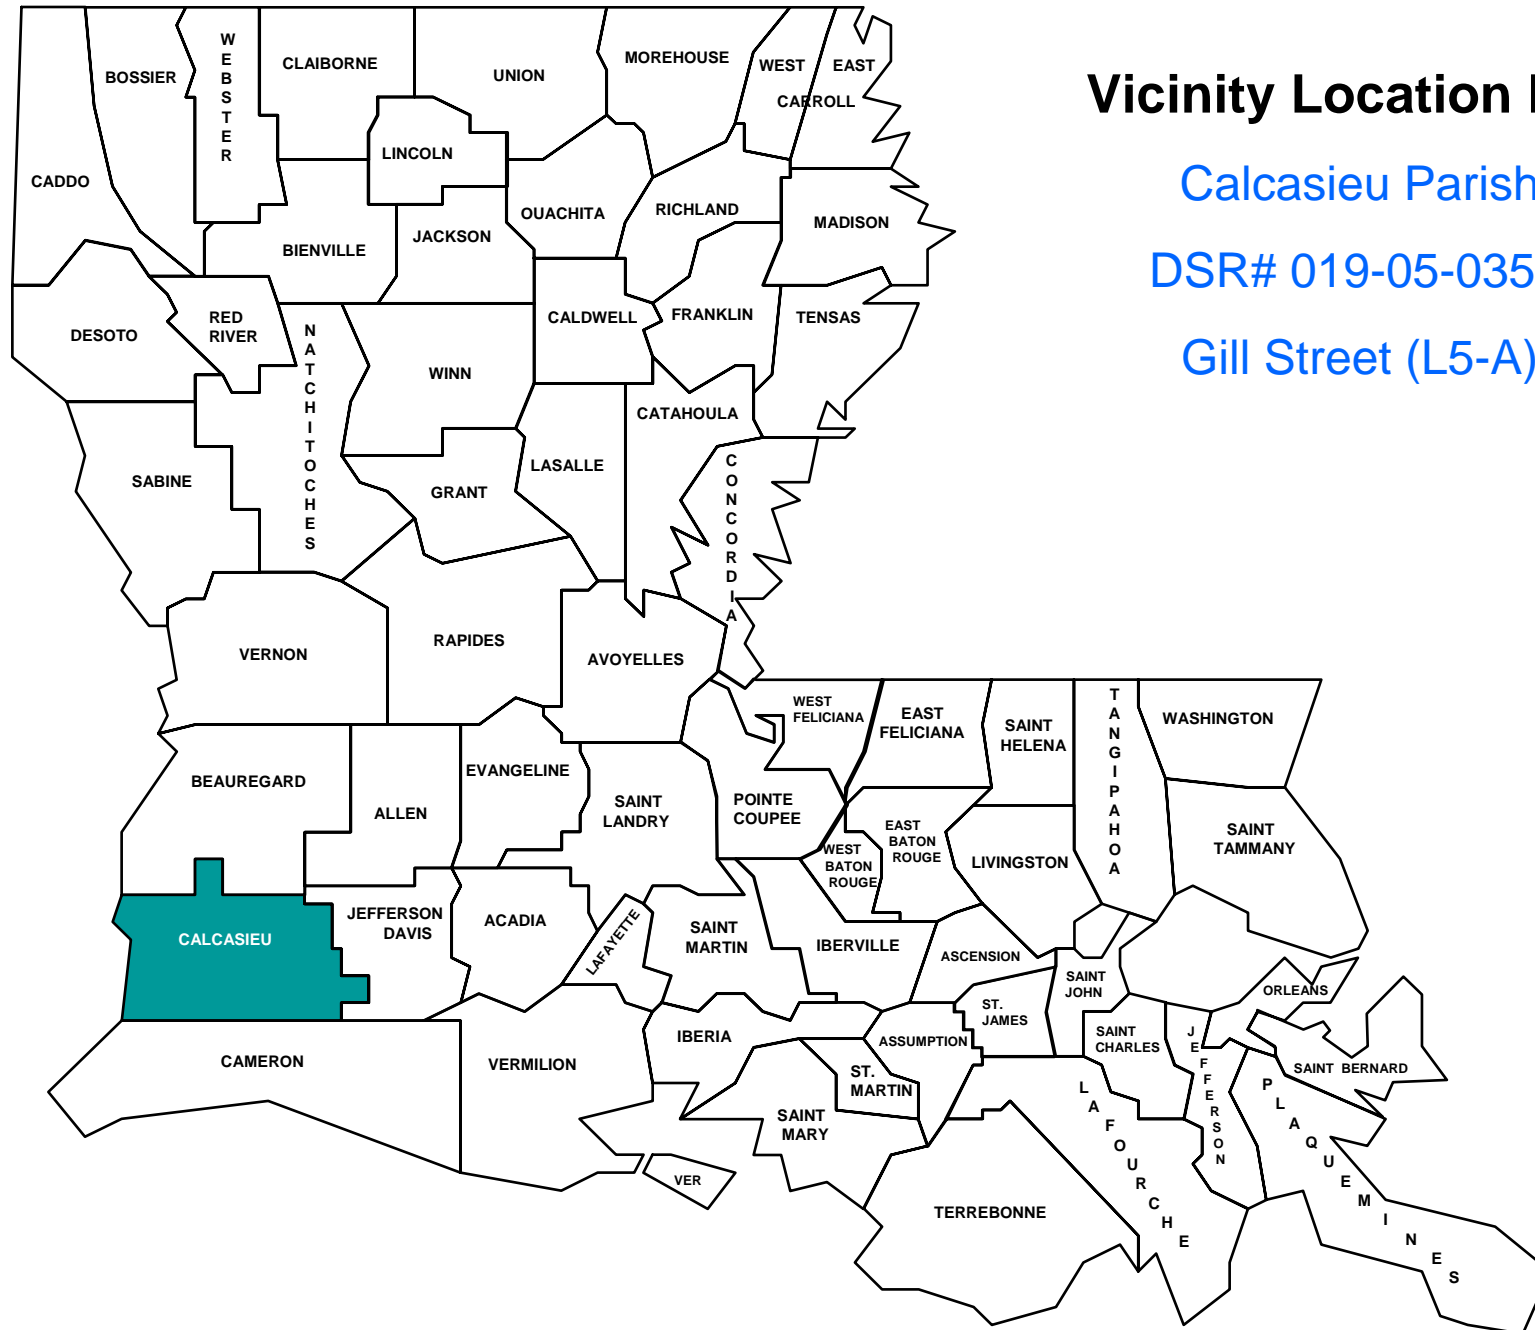 Vicinity Location
Calcasieu Parish
DSR# 019-05-035
Gill Street (L5-A)
WEBSTER
BOSSIER
CLAIBORNE
UNION
MOREHOUSE
WEST
EAST
CARROLL
CADDO
LINCOLN
OUACHITA
RICHLAND
MADISON
BIENVILLE
JACKSON
DESOTO
RED
RIVER
NATCHITOCHES
CALDWELL
FRANKLIN
TENSAS
WINN
CATAHOULA
SABINE
GRANT
LASALLE
CONCORDIA
VERNON
RAPIDES
AVOYELLES
WEST
FELICIANA
EAST
FELICIANA
SAINT
HELENA
TANGIPAHOA
WASHINGTON
BEAUREGARD
ALLEN
EVANGELINE
SAINT
LANDRY
POINTE
COUPEE
WEST
BATON
ROUGE
EAST
BATON
ROUGE
LIVINGSTON
SAINT
TAMMANY
CALCASIEU
JEFFERSON
DAVIS
ACADIA
LAFAYETTE
SAINT
MARTIN
IBERVILLE
ASCENSION
SAINT
JOHN
ORLEANS
CAMERON
VERMILION
IBERIA
ST.
MARTIN
ASSUMPTION
ST.
JAMES
SAINT
CHARLES
JEFFERSON
SAINT BERNARD
PLAQUEMINES
SAINT
MARY
LAFOURCHE
VER
TERREBONNE